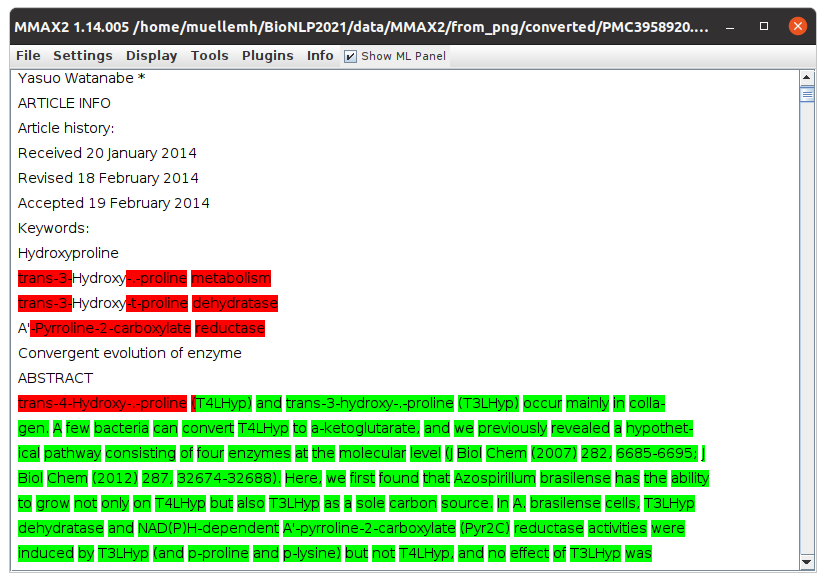 MMAX2 1.14.005 /home/muellemh/BioNLP2021/data/MMAX2/from_png/converted/PMC3958920....
File Settings Display Tools Plugins Info Show ML Panel
Yasuo Watanabe *
ARTICLE INFO
Article history:
Received 20 January 2014
Revised 18 February 2014
Accepted 19 February 2014
Keywords:
Hydroxyproline
trans-3-Hydroxy-.-proline metabolism
trans-3-Hydroxy-t-proline dehydratase
A'-Pyrroline-2-carboxylate reductase
Convergent evolution of enzyme
ABSTRACT
trans-4-Hydroxy-.-proline (T4LHyp) and trans-3-hydroxy-.-proline (T3LHyp) occur mainly in colla-
gen. A few bacteria can convert T4LHyp to a-ketoglutarate, and we previously revealed a hypothet-
ical pathway consisting of four enzymes at the molecular level (J Biol Chem (2007) 282, 6685-6695; J
Biol Chem (2012) 287, 32674-32688). Here, we first found that Azospirillum brasilense has the ability
to grow not only on T4LHyp but also T3LHyp as a sole carbon source. In A. brasilense cells, T3LHyp
dehydratase and NAD(P)H-dependent A'-pyrroline-2-carboxylate (Pyr2C) reductase activities were
induced by T3LHyp (and p-proline and p-lysine) but not T4LHyp, and no effect of T3LHyp was